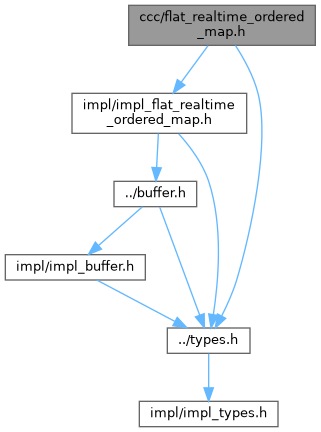 ccc/flat_realtime_ordered
_map.h
impl/impl_flat_realtime
_ordered_map.h
../buffer.h
impl/impl_buffer.h
../types.h
impl/impl_types.h